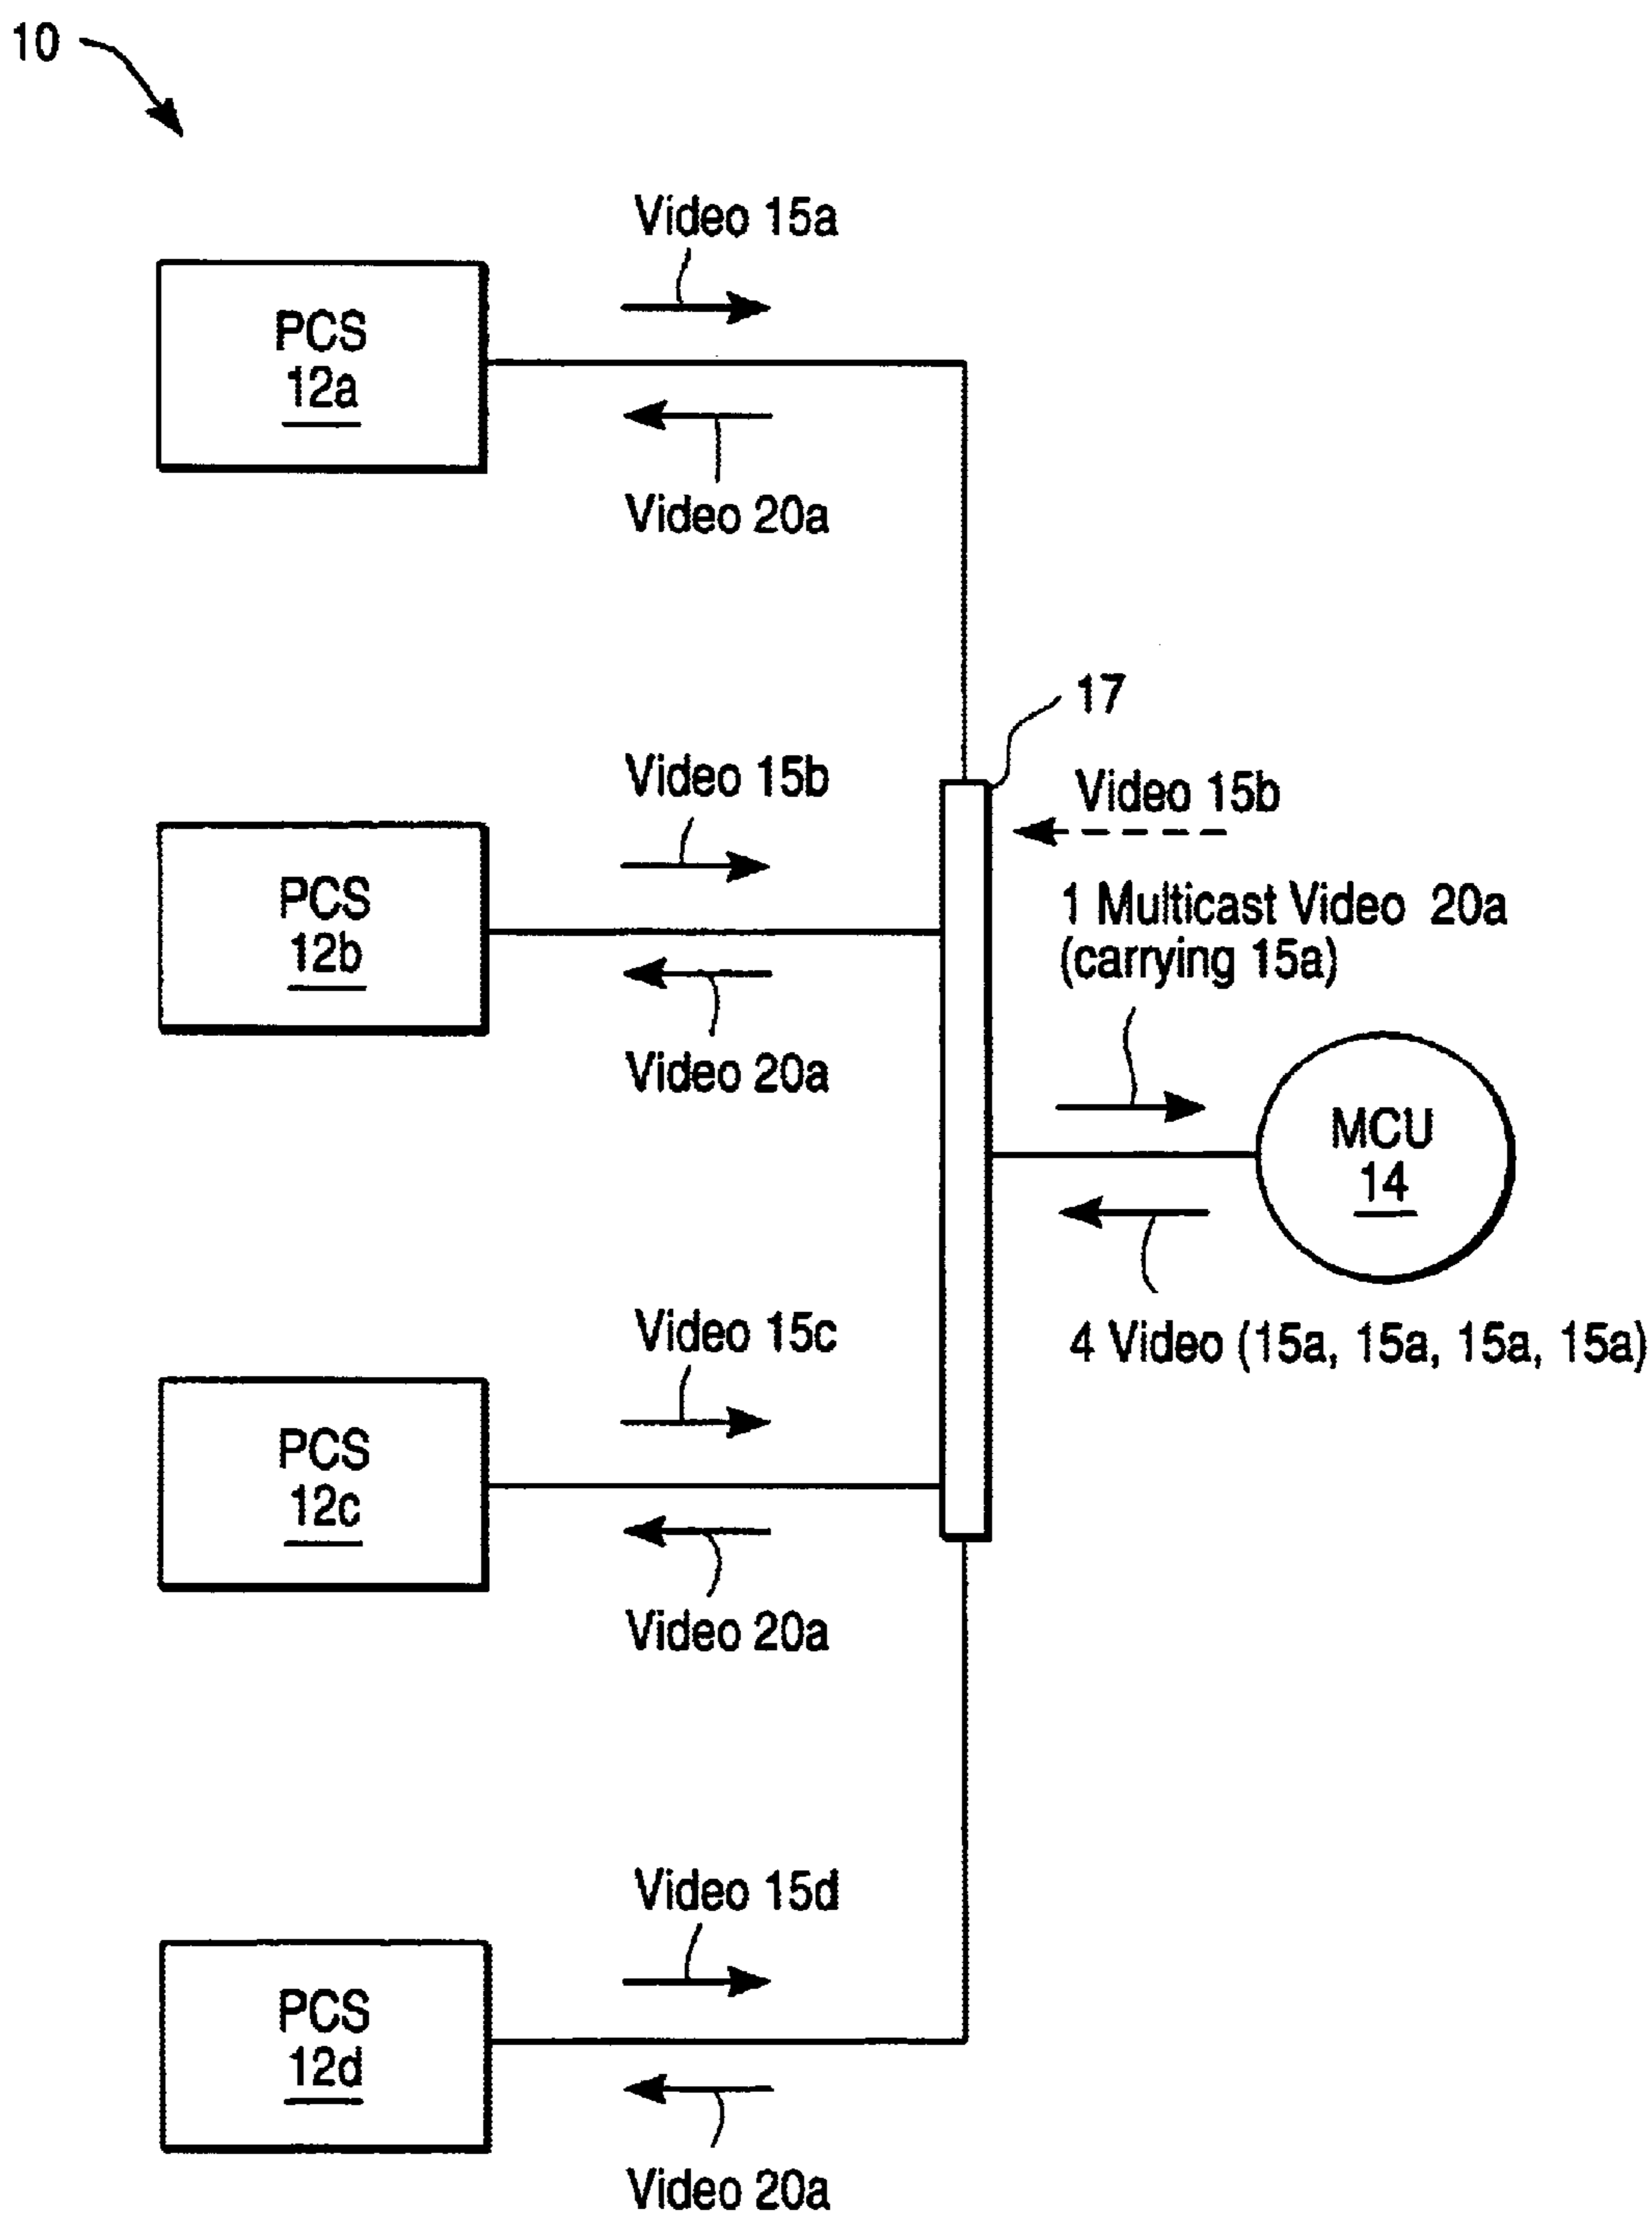 10
Video 15a
PCS
12a
Video 20a
17
Video 15b
Video 15b
PCS
12b
1 Multicast Video 20a
(carrying 15a)
Video 20a
MCU
14
Video 15c
4 Video (15a, 15a, 15a, 15a)
PCS
12c
Video 20a
Video 15d
PCS
12d
Video 20a